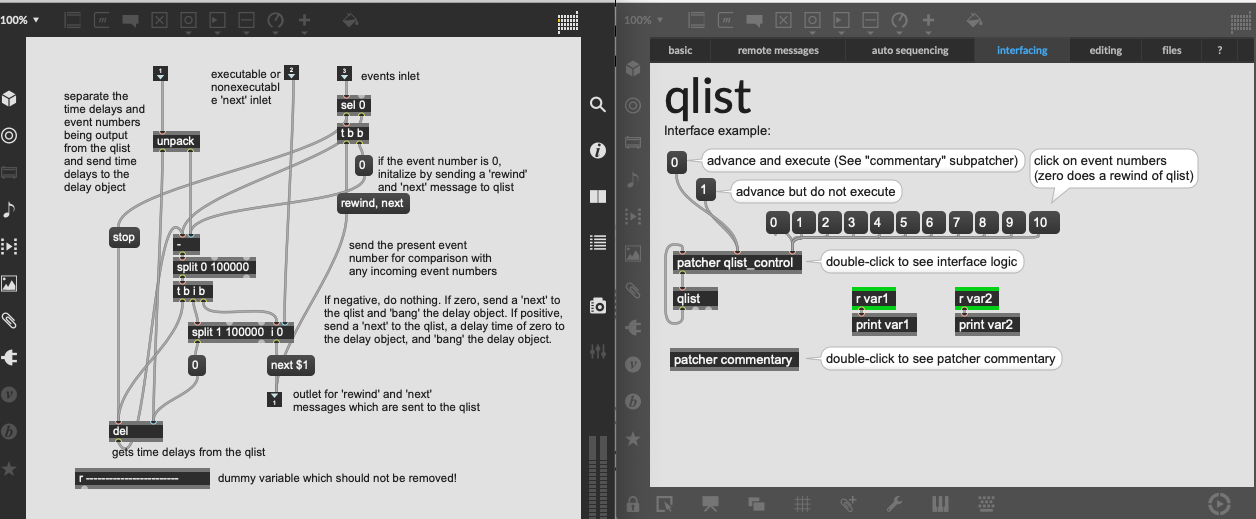 100% ▼
1
executable or
nonexecutabl
e 'next' inlet
2
3
events inlet
separate the
time delays and
event numbers
being output
from the qlist
and send time
delays to the
delay object
sel 0
unpack
t b b
0
if the event number is 0,
initalize by sending a 'rewind'
and 'next' message to qlist
rewind, next
stop
-
send the present event
number for comparison with
any incoming event numbers
split 0 100000
t b i b
If negative, do nothing. If zero, send a 'next' to
the qlist and 'bang' the delay object. If positive,
send a 'next' to the qlist, a delay time of zero to
the delay object, and 'bang' the delay object.
split 1 100000
i 0
0
next $1
1
outlet for 'rewind' and 'next'
messages which are sent to the qlist
del
gets time delays from the qlist
r -------------------------
dummy variable which should not be removed!
100% ▼
basic
remote messages
auto sequencing
interfacing
editing
files
?
qlist
Interface example:
0
advance and execute (See "commentary" subpatcher)
click on event numbers
(zero does a rewind of qlist)
1
advance but do not execute
0 1 2 3 4 5 6 7 8 9 10
patcher qlist_control
double-click to see interface logic
qlist
r var1
r var2
print var1
print var2
patcher commentary
double-click to see patcher commentary